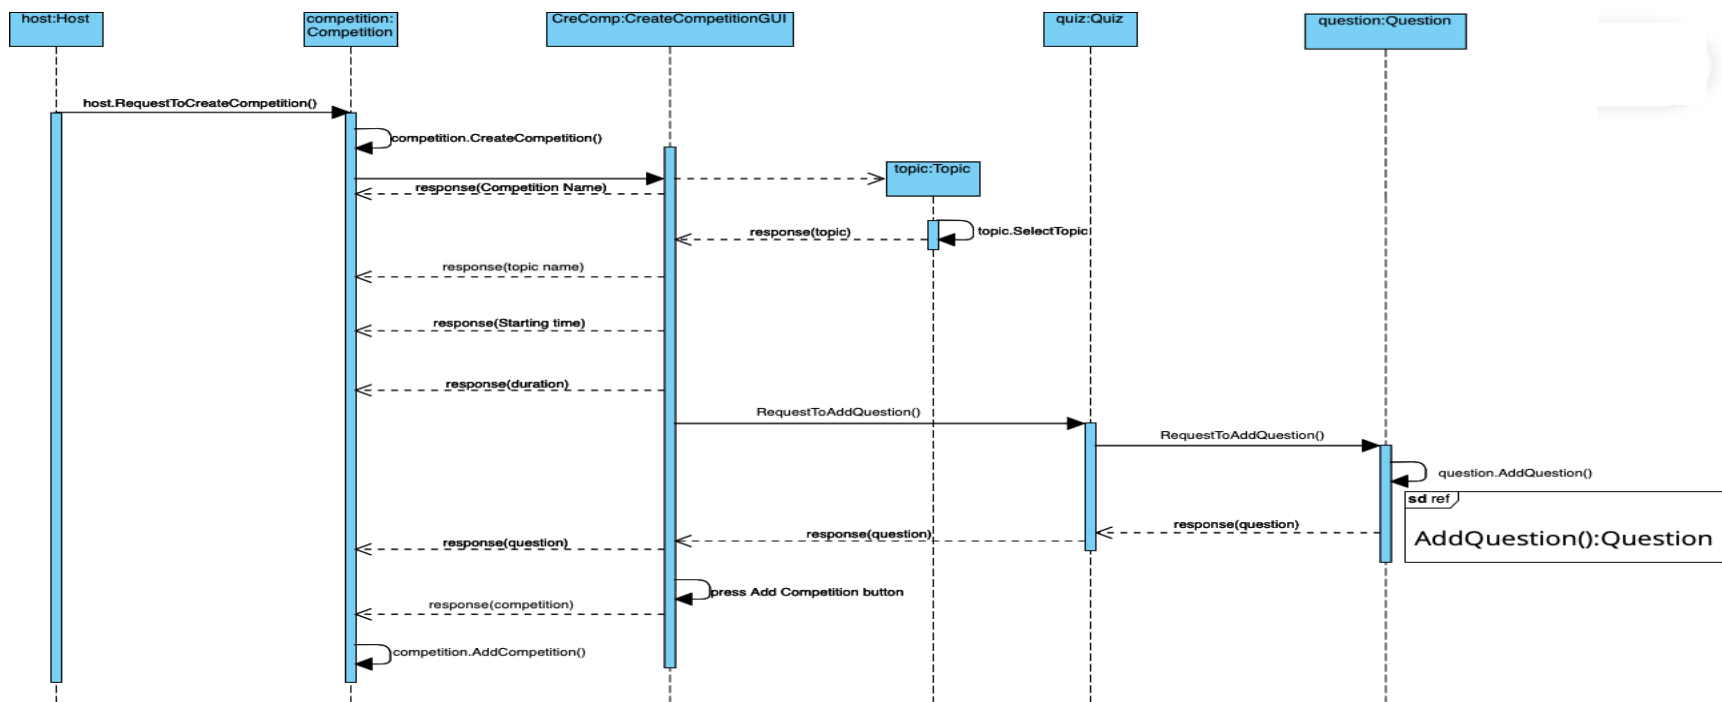 host:Host
competition:
Competition
CreComp:CreateCompetitionGUI
quiz:Quiz
question:Question
host.RequestToCreateCompetition()
competition.CreateCompetition()
topic:Topic
response(Competition Name)
response(topic)
topic.SelectTopic
response(topic name)
response(Starting time)
response(duration)
RequestToAddQuestion()
RequestToAddQuestion()
question.AddQuestion()
sd ref
AddQuestion():Question
response(question)
response(question)
response(question)
press Add Competition button
response(competition)
competition.AddCompetition()